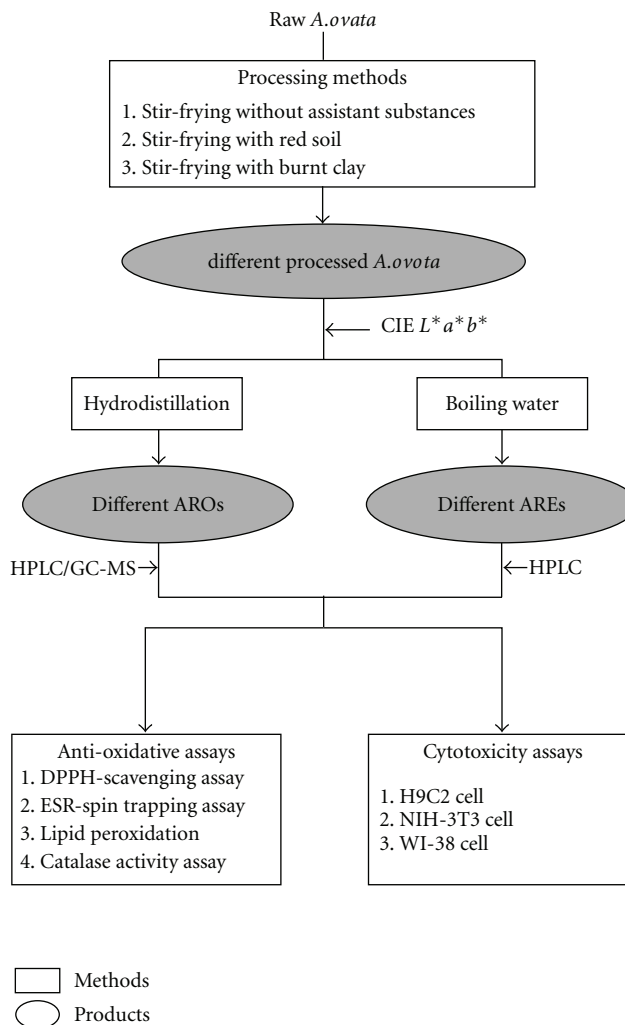 Raw A.ovata
Processing methods
1. Stir-frying without assistant substances
2. Stir-frying with red soil
3. Stir-frying with burnt clay
different processed A.ovota
CIE L* a* b*
Hydrodistillation
Boiling water
Different AROs
Different AREs
HPLC/GC-MS
HPLC
Anti-oxidative assays
1. DPPH-scavenging assay
2. ESR-spin trapping assay
3. Lipid peroxidation
4. Catalase activity assay
Cytotoxicity assays
1. H9C2 cell
2. NIH-3T3 cell
3. WI-38 cell
Methods
Products